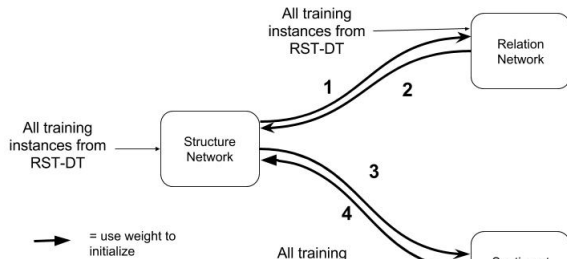 All training
instances from
RST-DT
Relation
Network
1
2
All training
instances from
RST-DT
Structure
Network
3
4
= use weight to
initialize
All training